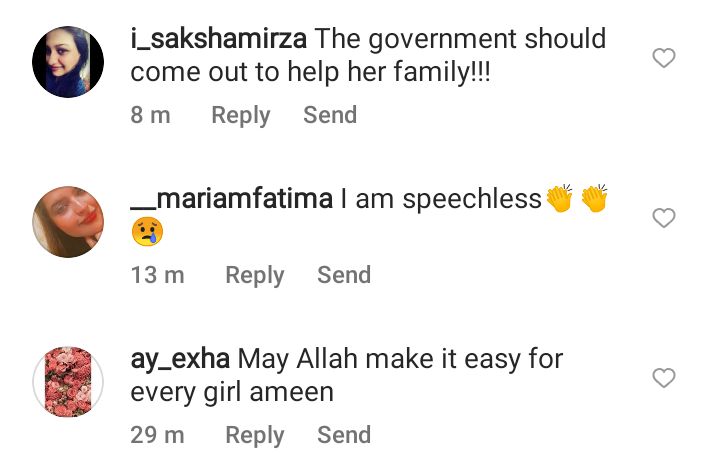 i_sakshamirza The government should
come out to help her family!!!
8 m Reply Send
__mariamfatima I am speechless👏👏
😢
13 m Reply Send
ay_exha May Allah make it easy for
every girl ameen
29 m Reply Send